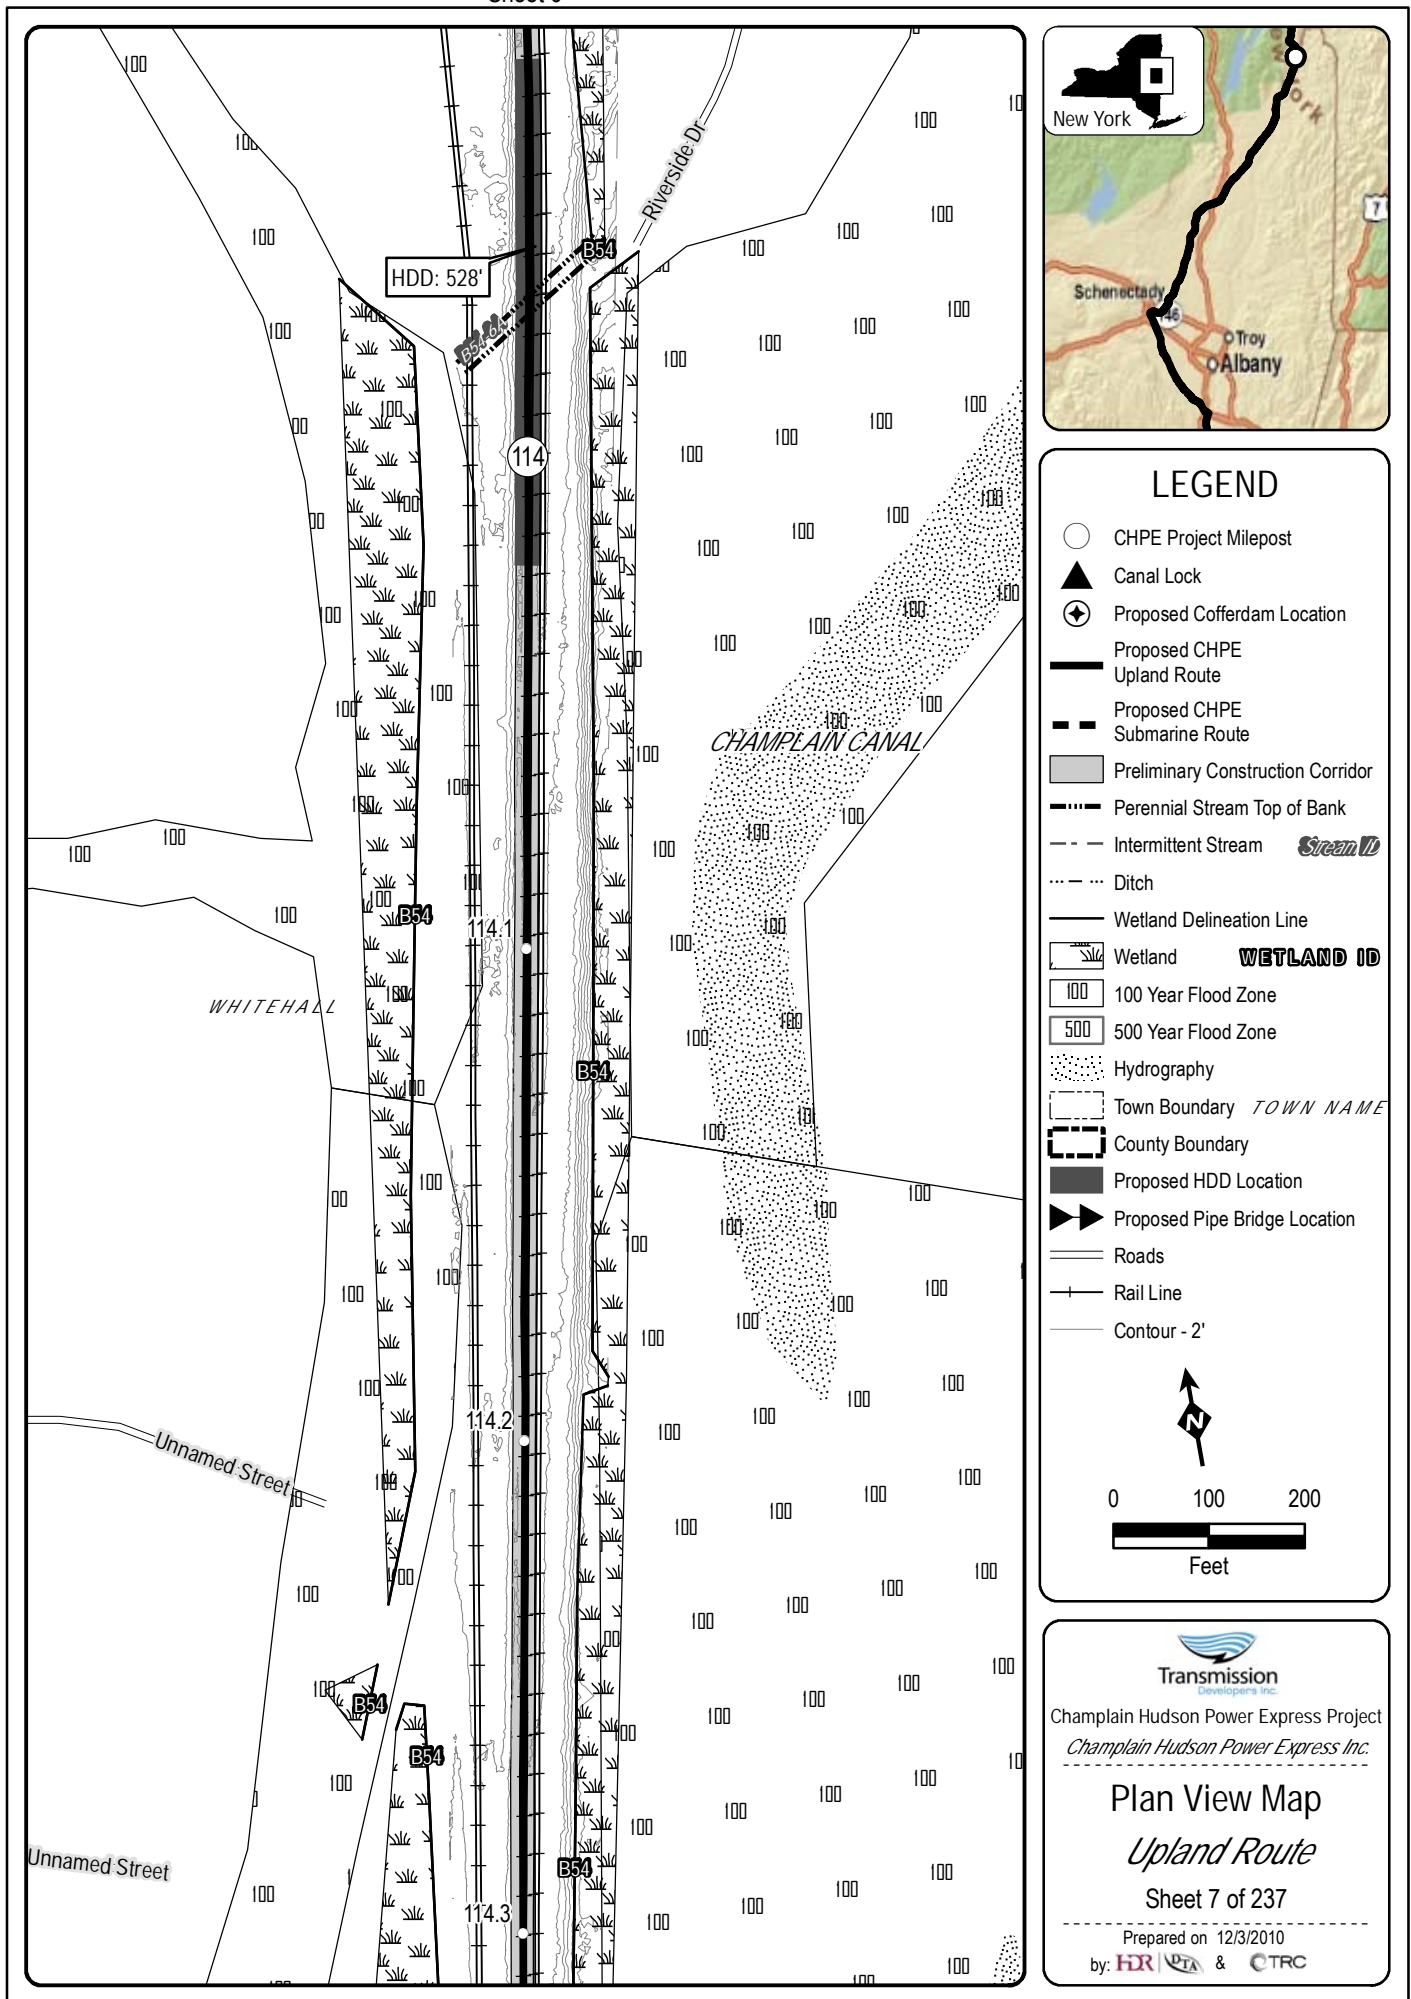 HDD: 528'
Riverside Dr
B54
B54-6A
114
CHAMPLAIN CANAL
B54
114.1
WHITEHALL
B54
114.2
Unnamed Street
B54
B54
Unnamed Street
B54
114.3
100
New York
York
7
Schenectady
146
Troy
Albany
LEGEND
CHPE Project Milepost
Canal Lock
Proposed Cofferdam Location
Proposed CHPE
Upland Route
Proposed CHPE
Submarine Route
Preliminary Construction Corridor
Perennial Stream Top of Bank
Intermittent Stream Stream ID
Ditch
Wetland Delineation Line
Wetland WETLAND ID
100 100 Year Flood Zone
500 500 Year Flood Zone
Hydrography
Town Boundary TOWN NAME
County Boundary
Proposed HDD Location
Proposed Pipe Bridge Location
Roads
Rail Line
Contour - 2'
N
0 100 200
Feet
Transmission
Developers Inc.
Champlain Hudson Power Express Project
Champlain Hudson Power Express Inc.
Plan View Map
Upland Route
Sheet 7 of 237
Prepared on 12/3/2010
by: HDR DTA & TRC